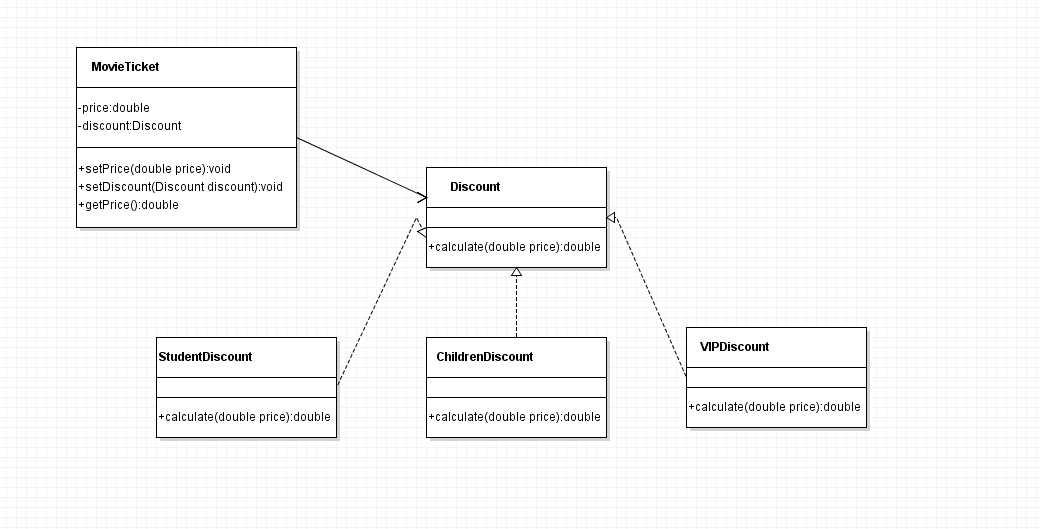 MovieTicket
-price:double
-discount:Discount
+setPrice(double price):void
+setDiscount(Discount discount):void
+getPrice():double
Discount
+calculate(double price):double
StudentDiscount
+calculate(double price):double
ChildrenDiscount
+calculate(double price):double
VIPDiscount
+calculate(double price):double